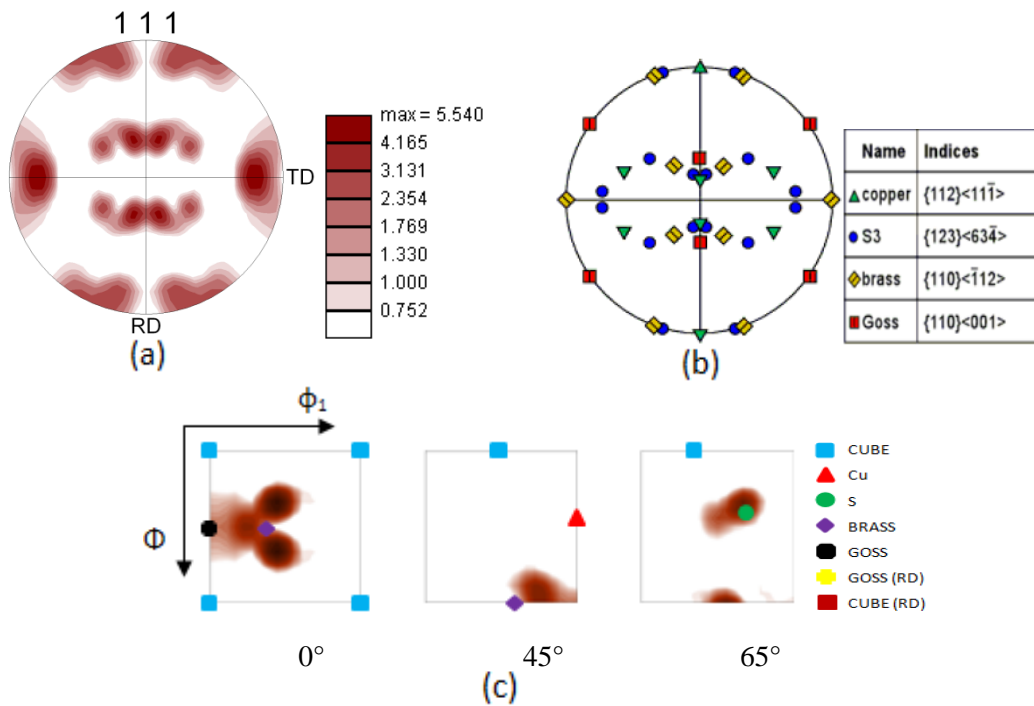 1 1 1
max = 5.540
4.165
3.131
2.354
1.769
1.330
1.000
0.752
TD
RD
(a)
(b)
Name Indices
copper {112}<111̄>
S3 {123}<634̄>
brass {110}<1̄12>
Goss {110}<001>
Φ₁
Φ
CUBE
Cu
S
BRASS
GOSS
GOSS (RD)
CUBE (RD)
0° 45° 65°
(c)